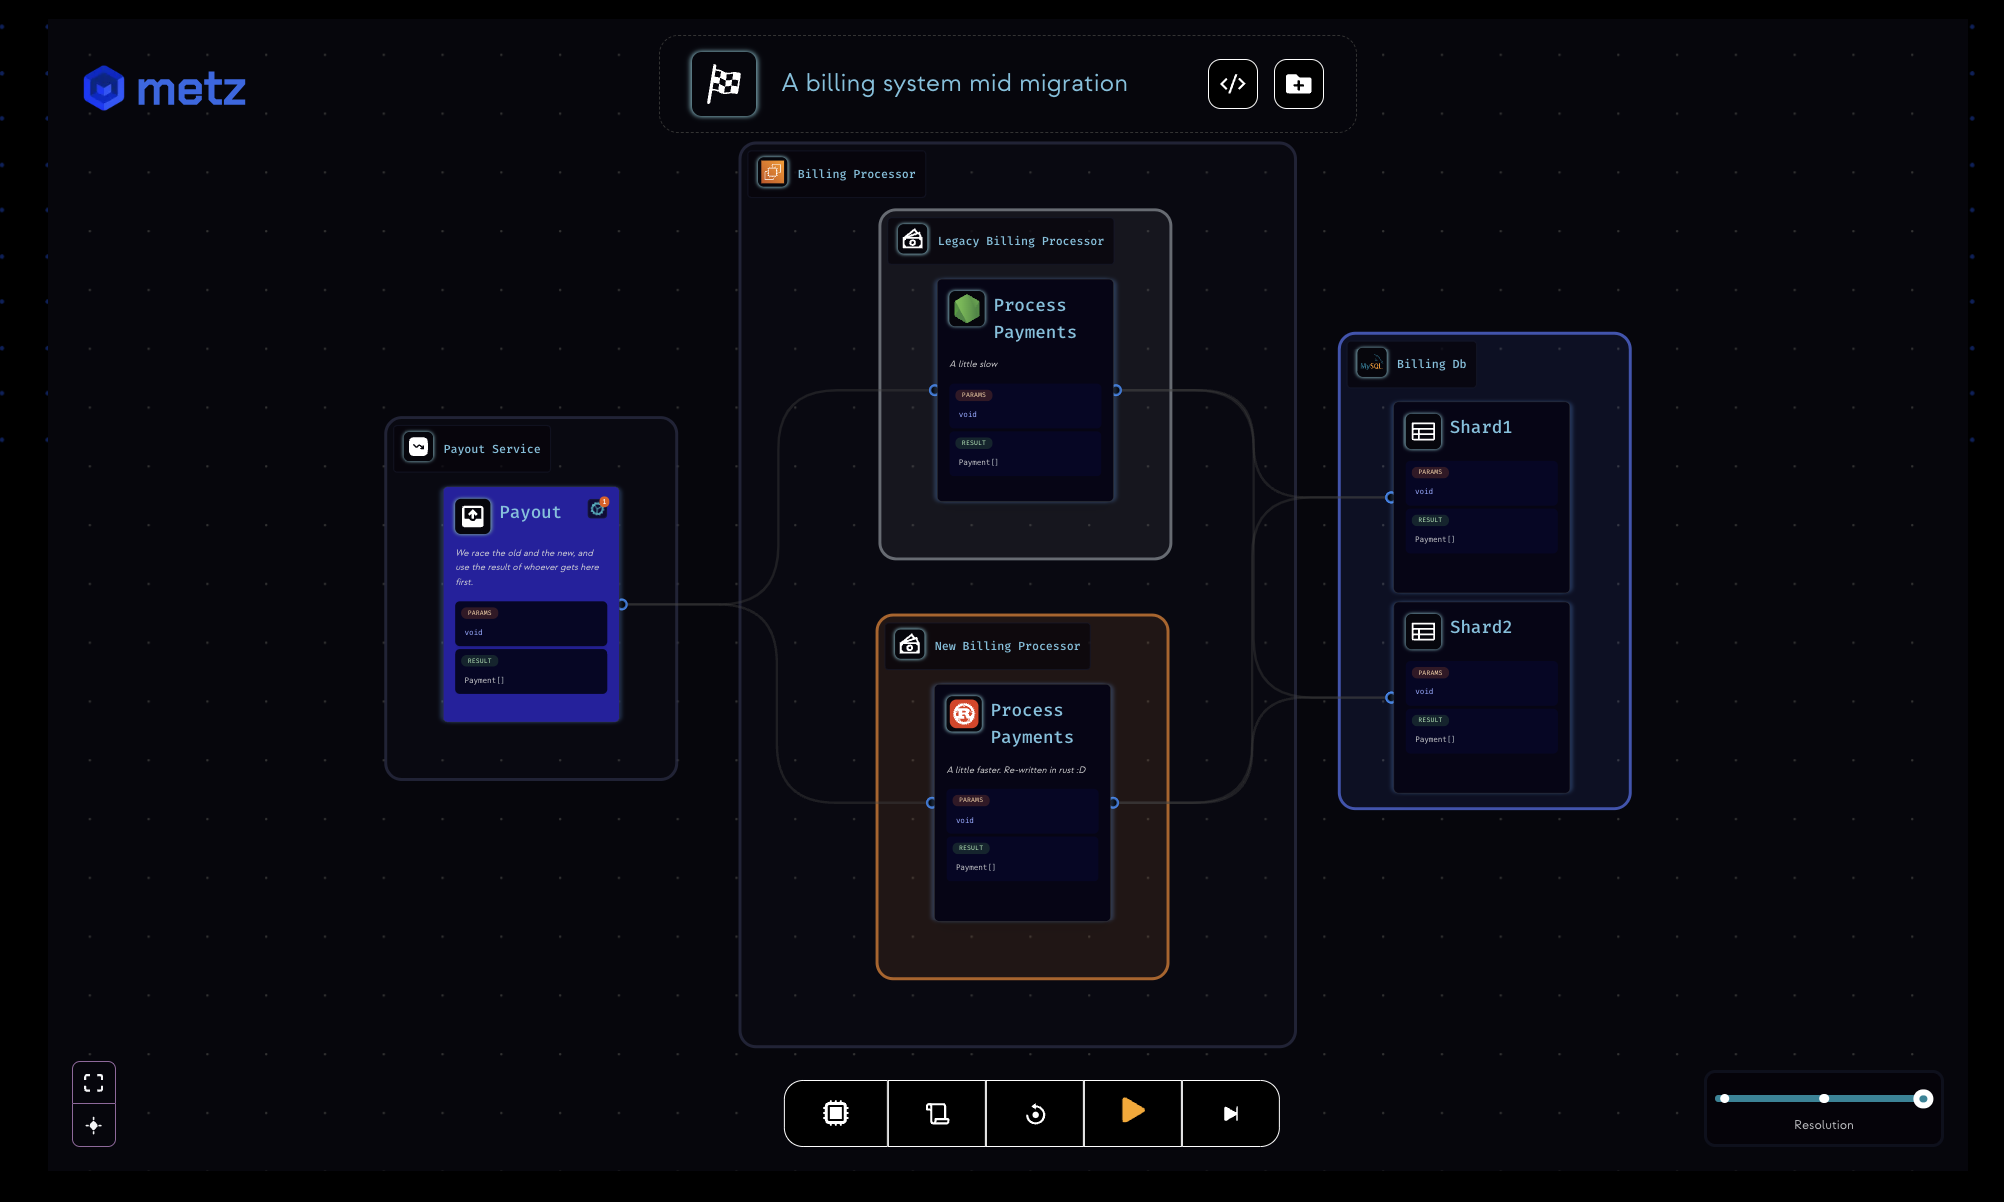 metz
A billing system mid migration
Billing Processor
Legacy Billing Processor
Process
Payments
A little slow
PARAMS
void
RESULT
Payment[]
Payout Service
Payout
1
We race the old and the new, and
use the result of whoever gets here
first.
PARAMS
void
RESULT
Payment[]
New Billing Processor
Process
Payments
A little faster. Re-written in rust :D
PARAMS
void
RESULT
Payment[]
MySQL
Billing Db
Shard1
PARAMS
void
RESULT
Payment[]
Shard2
PARAMS
void
RESULT
Payment[]
Resolution